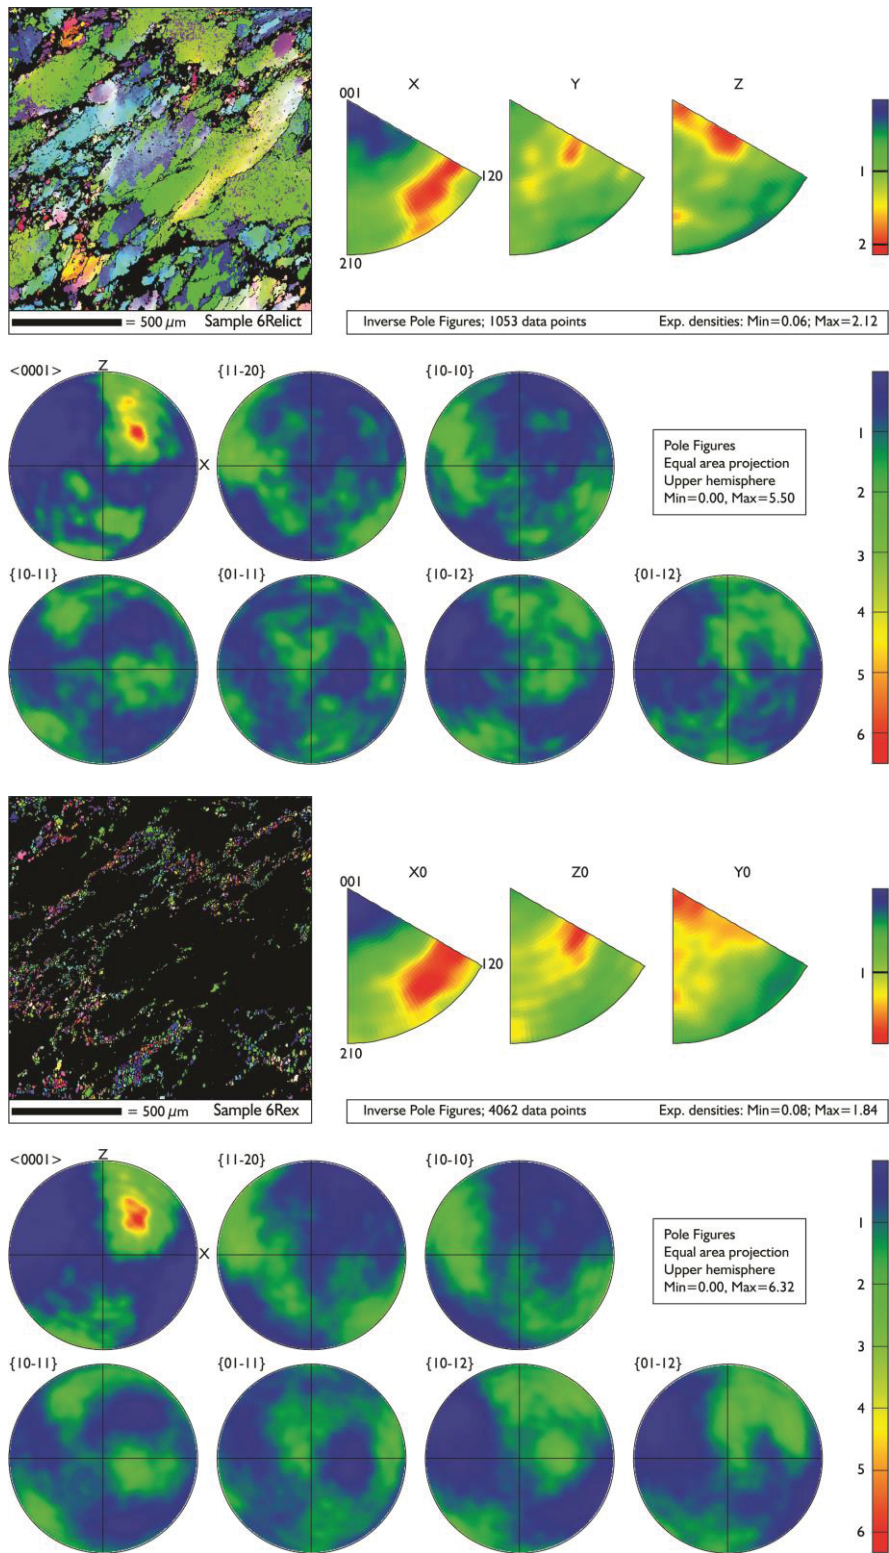 X Y Z
001
120
210
1
2
= 500 µm Sample 6Relict
Inverse Pole Figures; 1053 data points Exp. densities: Min=0.06; Max=2.12
<0001> Z {11-20} {10-10}
X
Pole Figures
Equal area projection
Upper hemisphere
Min=0.00, Max=5.50
{10-11} {01-11} {10-12} {01-12}
1
2
3
4
5
6
X0 Z0 Y0
001
120
210
1
= 500 µm Sample 6Rex
Inverse Pole Figures; 4062 data points Exp. densities: Min=0.08; Max=1.84
<0001> Z {11-20} {10-10}
X
Pole Figures
Equal area projection
Upper hemisphere
Min=0.00, Max=6.32
{10-11} {01-11} {10-12} {01-12}
1
2
3
4
5
6